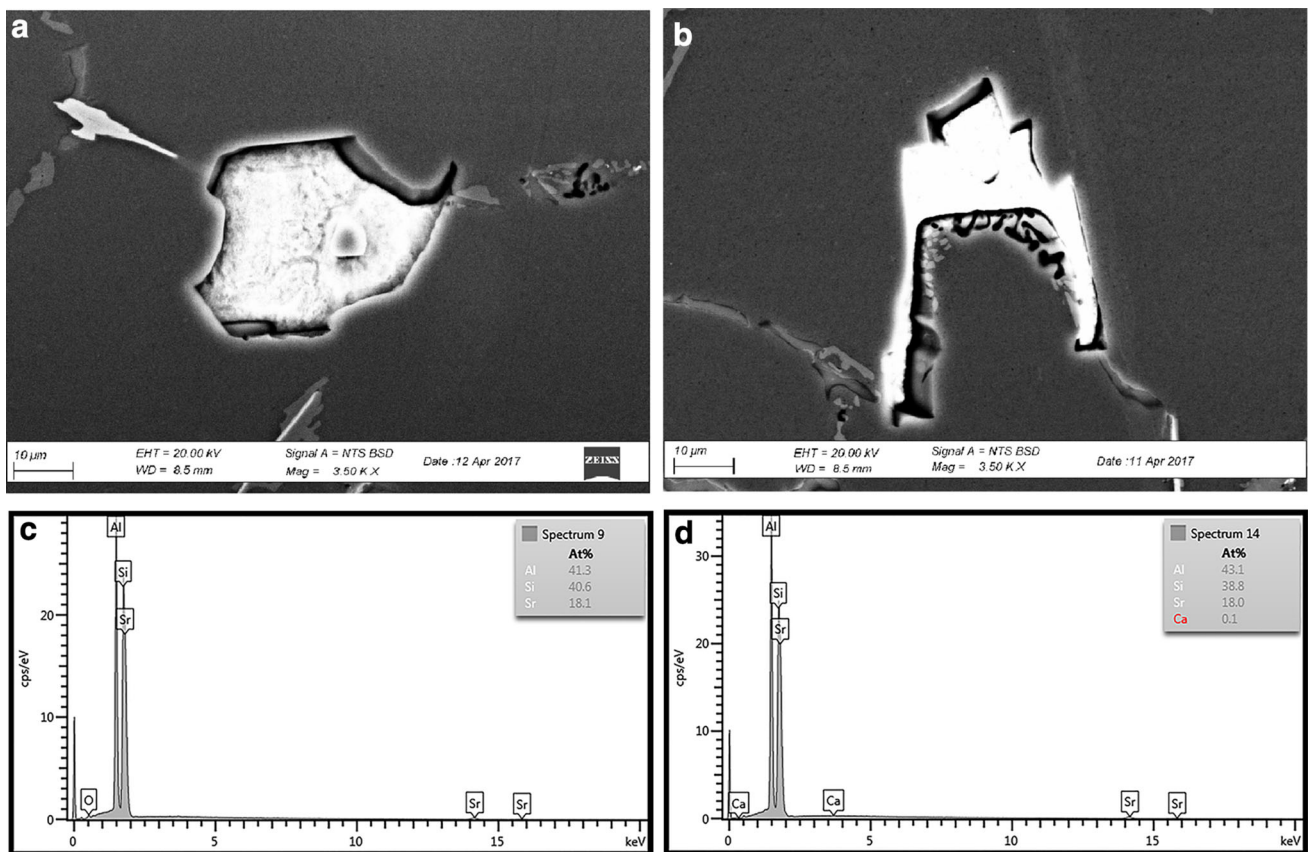 a
10 µm
EHT = 20.00 kV
WD = 8.5 mm
Signal A = NTS BSD
Mag = 3.50 K X
Date :12 Apr 2017
ZEISS
b
10 µm
EHT = 20.00 kV
WD = 8.5 mm
Signal A = NTS BSD
Mag = 3.50 K X
Date :11 Apr 2017
c
Al
Si
Sr
O
Sr
Sr
Spectrum 9
At%
Al 41.3
Si 40.6
Sr 18.1
cps/eV
20
10
0
0 5 10 15 keV
d
Al
Si
Sr
Ca
Ca
Sr
Sr
Spectrum 14
At%
Al 43.1
Si 38.8
Sr 18.0
Ca 0.1
cps/eV
30
20
10
0
0 5 10 15 keV